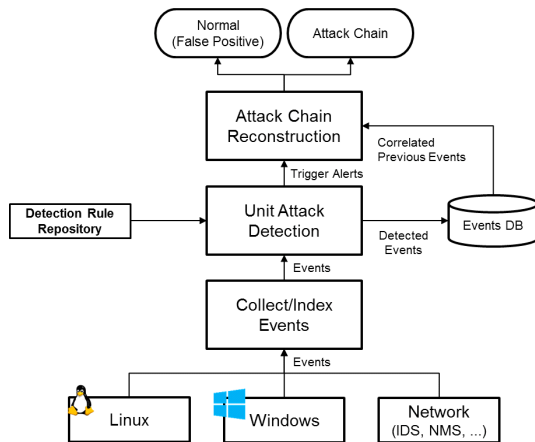 Normal
(False Positive)
Attack Chain
Attack Chain
Reconstruction
Correlated
Previous Events
Trigger Alerts
Detection Rule
Repository
Unit Attack
Detection
Detected
Events
Events DB
Events
Collect/Index
Events
Events
Linux
Windows
Network
(IDS, NMS, ...)